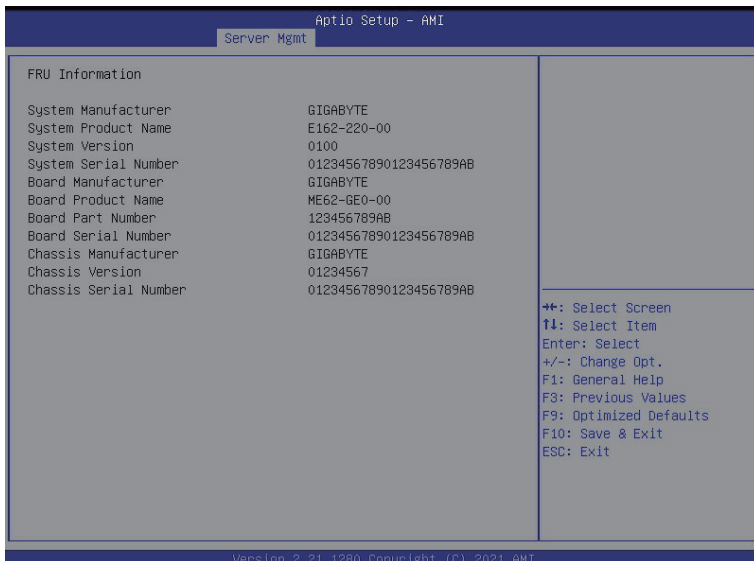 Aptio Setup – AMI
Server Mgmt
FRU Information
System Manufacturer GIGABYTE
System Product Name E162-220-00
System Version 0100
System Serial Number 01234567890123456789AB
Board Manufacturer GIGABYTE
Board Product Name ME62-GE0-00
Board Part Number 123456789AB
Board Serial Number 01234567890123456789AB
Chassis Manufacturer GIGABYTE
Chassis Version 01234567
Chassis Serial Number 01234567890123456789AB
→←: Select Screen
↑↓: Select Item
Enter: Select
+/-: Change Opt.
F1: General Help
F3: Previous Values
F9: Optimized Defaults
F10: Save & Exit
ESC: Exit
Version 2.21.1280 Copyright (C) 2021 AMI